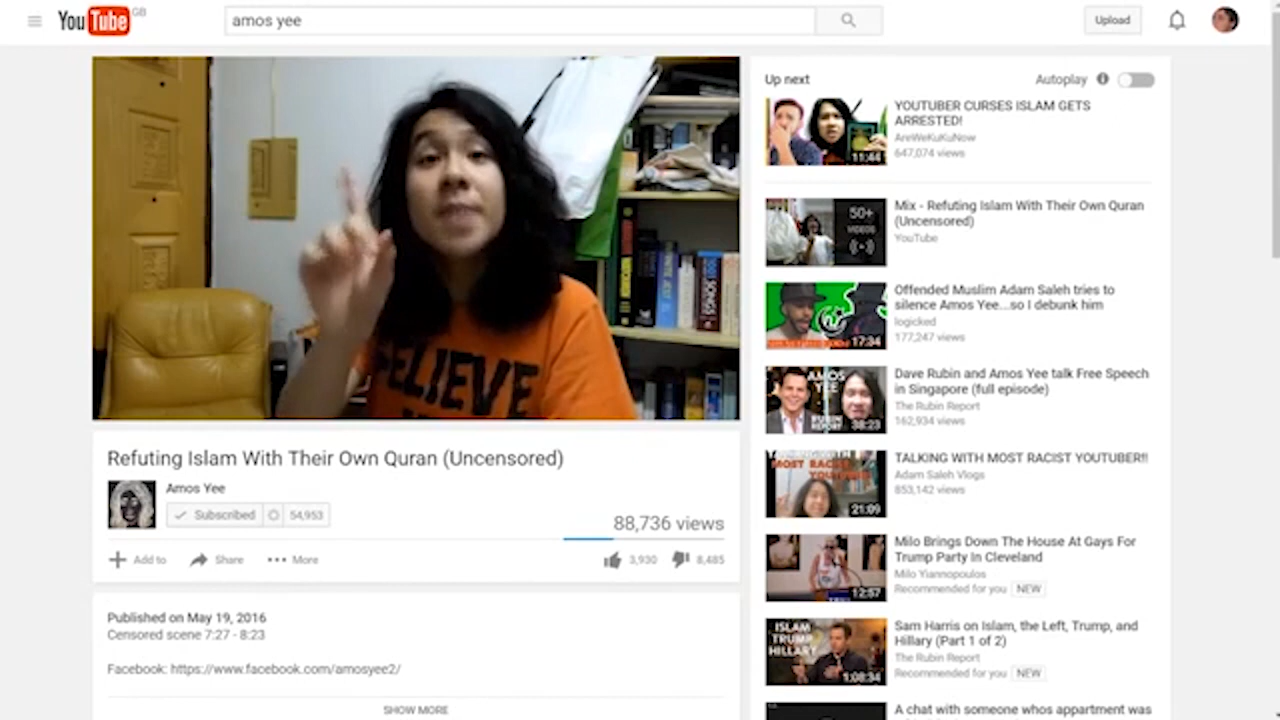 YouTube GB
amos yee
Upload
Up next
Autoplay
YOUTUBER CURSES ISLAM GETS
ARRESTED!
AreWeKuKuNow
647,074 views
11:44
Mix - Refuting Islam With Their Own Quran
(Uncensored)
YouTube
50+
VIDEOS
Offended Muslim Adam Saleh tries to
silence Amos Yee...so I debunk him
logicked
177,247 views
17:34
Dave Rubin and Amos Yee talk Free Speech
in Singapore (full episode)
The Rubin Report
162,934 views
AMOS
YEE
RUBIN
REPORT
38:23
TALKING WITH MOST RACIST YOUTUBER!!
Adam Saleh Vlogs
853,142 views
TALKING WITH
MOST RACIST
21:09
Milo Brings Down The House At Gays For
Trump Party In Cleveland
Milo Yiannopoulos
Recommended for you NEW
12:57
Sam Harris on Islam, the Left, Trump, and
Hillary (Part 1 of 2)
The Rubin Report
Recommended for you NEW
ISLAM
TRUMP
HILLARY
1:08:34
A chat with someone whos appartment was
SONGS
BELIEVE
Refuting Islam With Their Own Quran (Uncensored)
Amos Yee
Subscribed 54,953
88,736 views
Add to Share More
3,930 8,485
Published on May 19, 2016
Censored scene 7:27 - 8:23
Facebook: https://www.facebook.com/amosyee2/
SHOW MORE